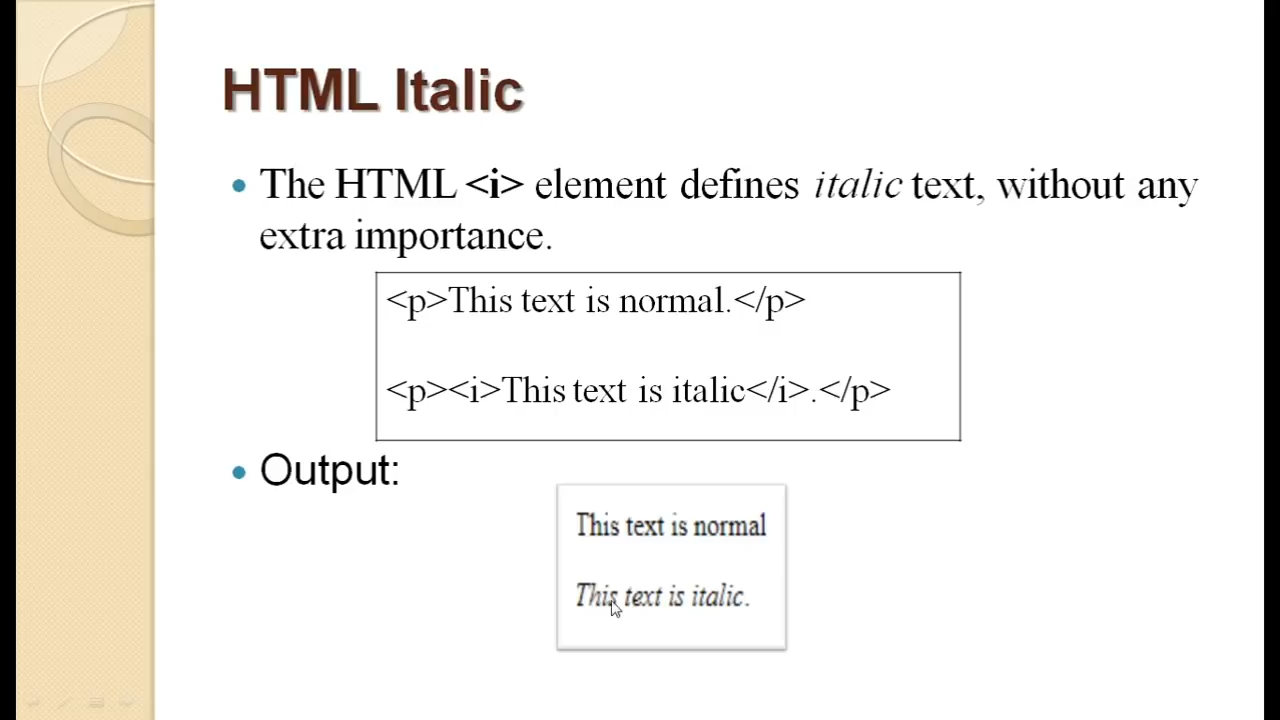 HTML Italic
The HTML <i> element defines italic text, without any
extra importance.
<p>This text is normal.</p>
<p><i>This text is italic</i>.</p>
Output:
This text is normal
This text is italic.